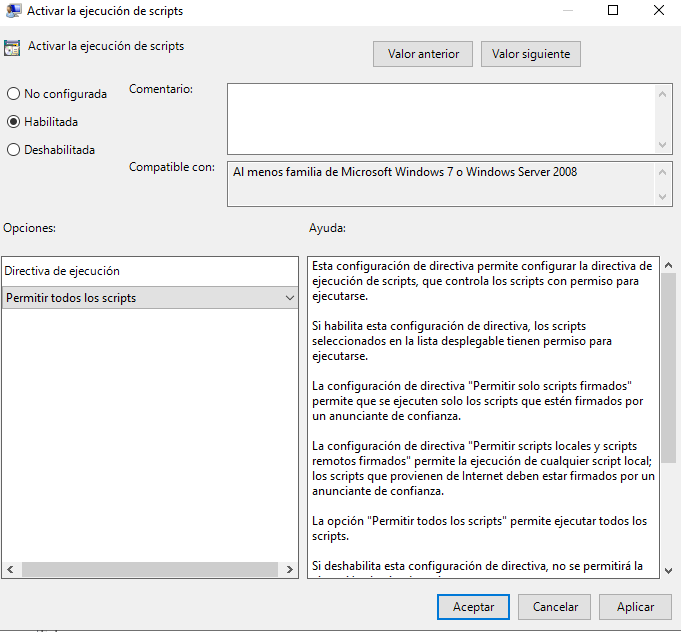 Activar la ejecución de scripts
Activar la ejecución de scripts
Valor anterior
Valor siguiente
No configurada
Habilitada
Deshabilitada
Comentario:
Compatible con:
Al menos familia de Microsoft Windows 7 o Windows Server 2008
Opciones:
Ayuda:
Directiva de ejecución
Permitir todos los scripts
Esta configuración de directiva permite configurar la directiva de
ejecución de scripts, que controla los scripts con permiso para
ejecutarse.
Si habilita esta configuración de directiva, los scripts
seleccionados en la lista desplegable tienen permiso para
ejecutarse.
La configuración de directiva "Permitir solo scripts firmados"
permite que se ejecuten solo los scripts que estén firmados por
un anunciante de confianza.
La configuración de directiva "Permitir scripts locales y scripts
remotos firmados" permite la ejecución de cualquier script local;
los scripts que provienen de Internet deben estar firmados por un
anunciante de confianza.
La opción "Permitir todos los scripts" permite ejecutar todos los
scripts.
Si deshabilita esta configuración de directiva, no se permitirá la
Aceptar
Cancelar
Aplicar